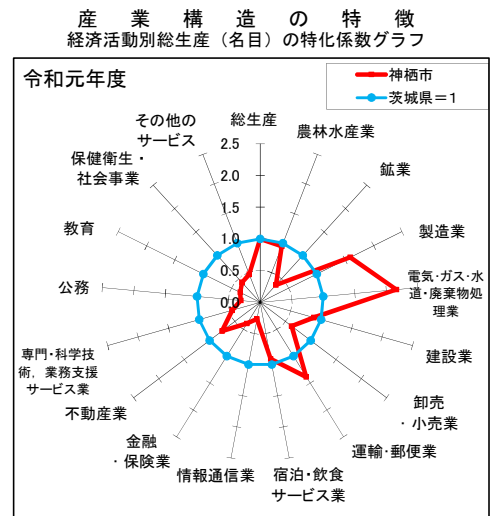 産業構造の特徴
経済活動別総生産（名目）の特化係数グラフ
令和元年度
神栖市
茨城県＝1
総生産
農林水産業
鉱業
製造業
電気･ガス･水
道･廃棄物処
理業
建設業
卸売
・小売業
運輸･郵便業
宿泊・飲食
サービス業
情報通信業
金融
・保険業
不動産業
専門・科学技
術，業務支援
サービス業
公務
教育
保健衛生・
社会事業
その他の
サービス
2.5
2.0
1.5
1.0
0.5
0.0